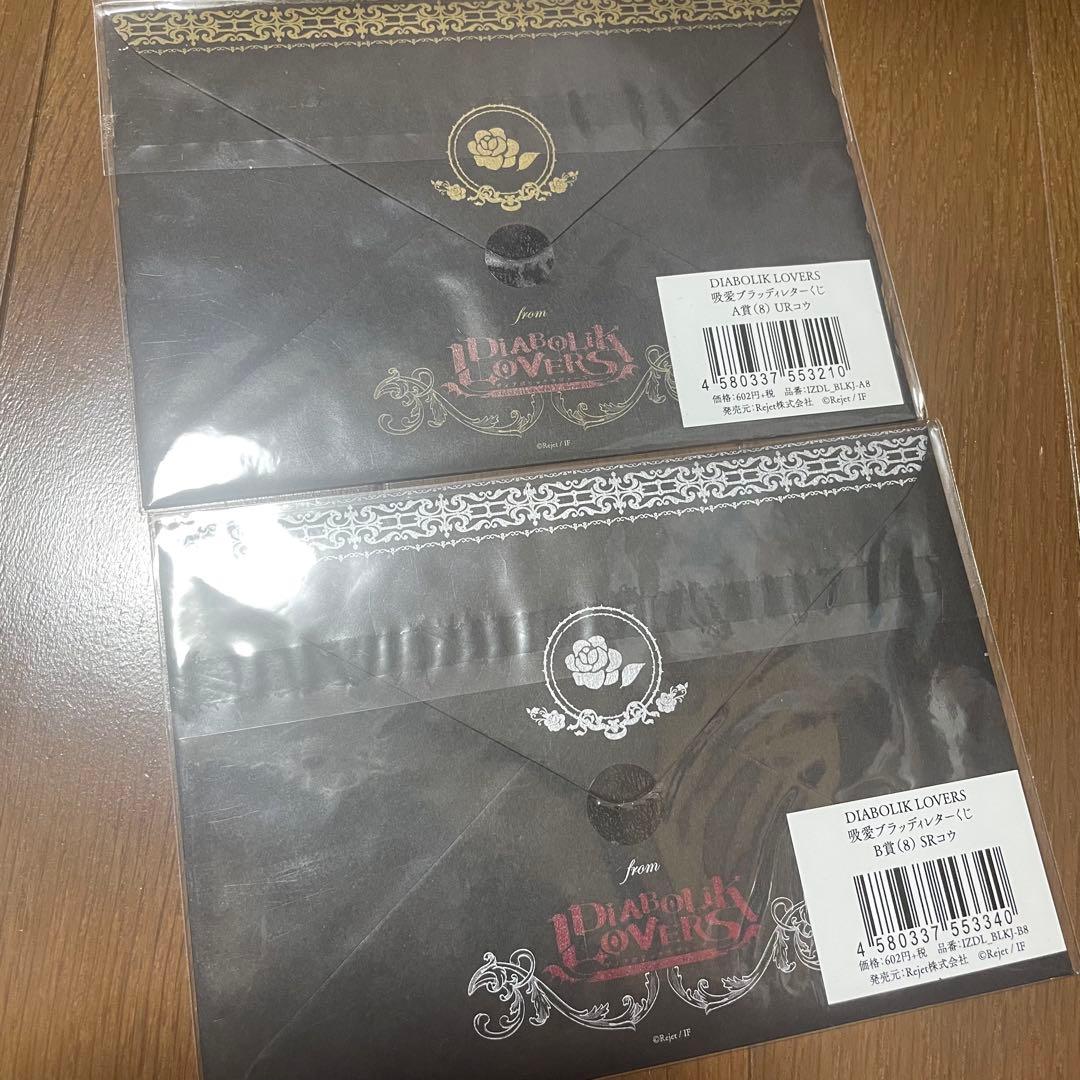 from
DIABOLIK LOVERS
©Rejet / IF
DIABOLIK LOVERS
吸愛ブラッディレターくじ
A賞(8) URコウ
4 580337 553210
価格:602円+税 品番:IZDL_BLKJ-A8
発売元:Rejet株式会社 ©Rejet / IF
from
DIABOLIK LOVERS
©Rejet / IF
DIABOLIK LOVERS
吸愛ブラッディレターくじ
B賞(8) SRコウ
4 580337 553340
価格:602円+税 品番:IZDL_BLKJ-B8
発売元:Rejet株式会社 ©Rejet / IF